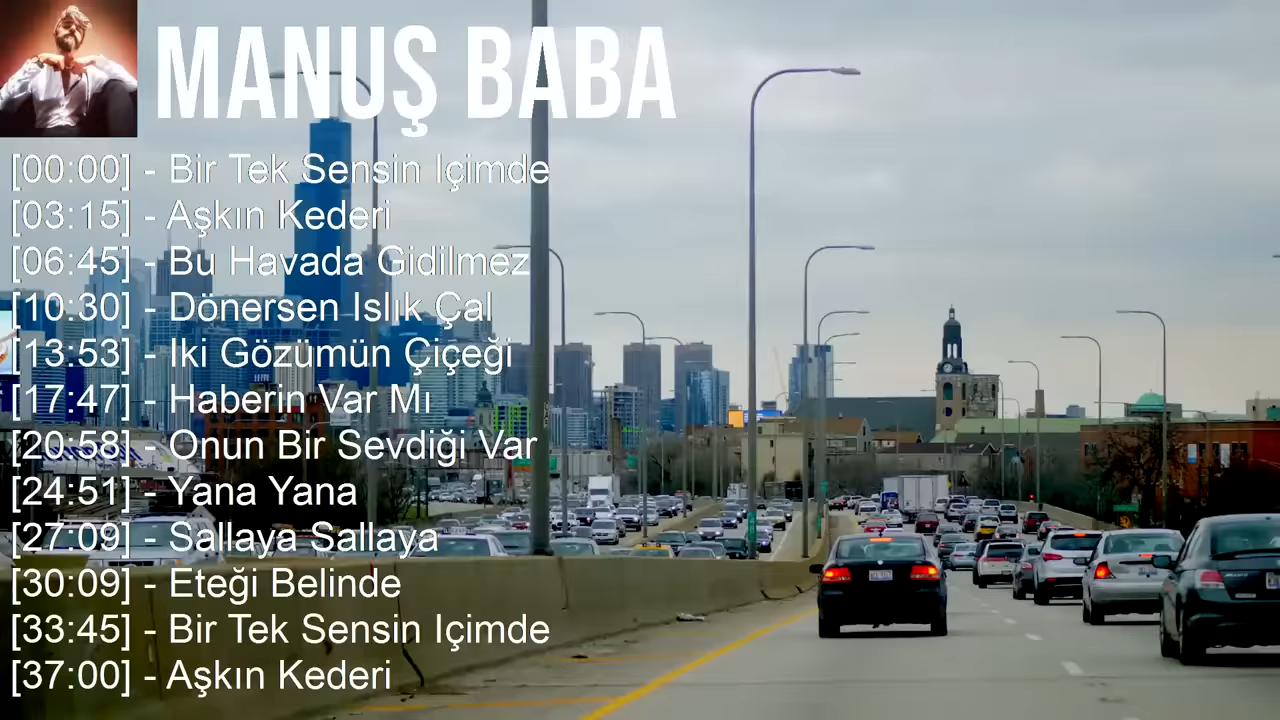 MANUŞ BABA
[00:00] - Bir Tek Sensin Içimde
[03:15] - Aşkın Kederi
[06:45] - Bu Havada Gidilmez
[10:30] - Dönersen Islık Çal
[13:53] - Iki Gözümün Çiçeği
[17:47] - Haberin Var Mı
[20:58] - Onun Bir Sevdiği Var
[24:51] - Yana Yana
[27:09] - Sallaya Sallaya
[30:09] - Eteği Belinde
[33:45] - Bir Tek Sensin Içimde
[37:00] - Aşkın Kederi